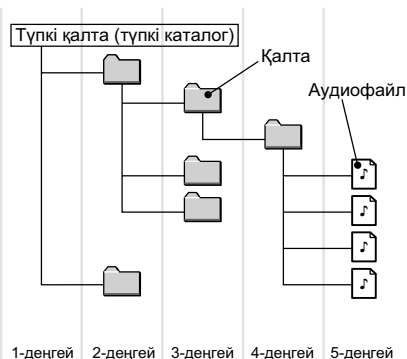 Түпкі қалта (түпкі каталог)
Қалта
Аудиофайл
1-деңгей 2-деңгей 3-деңгей 4-деңгей 5-деңгей